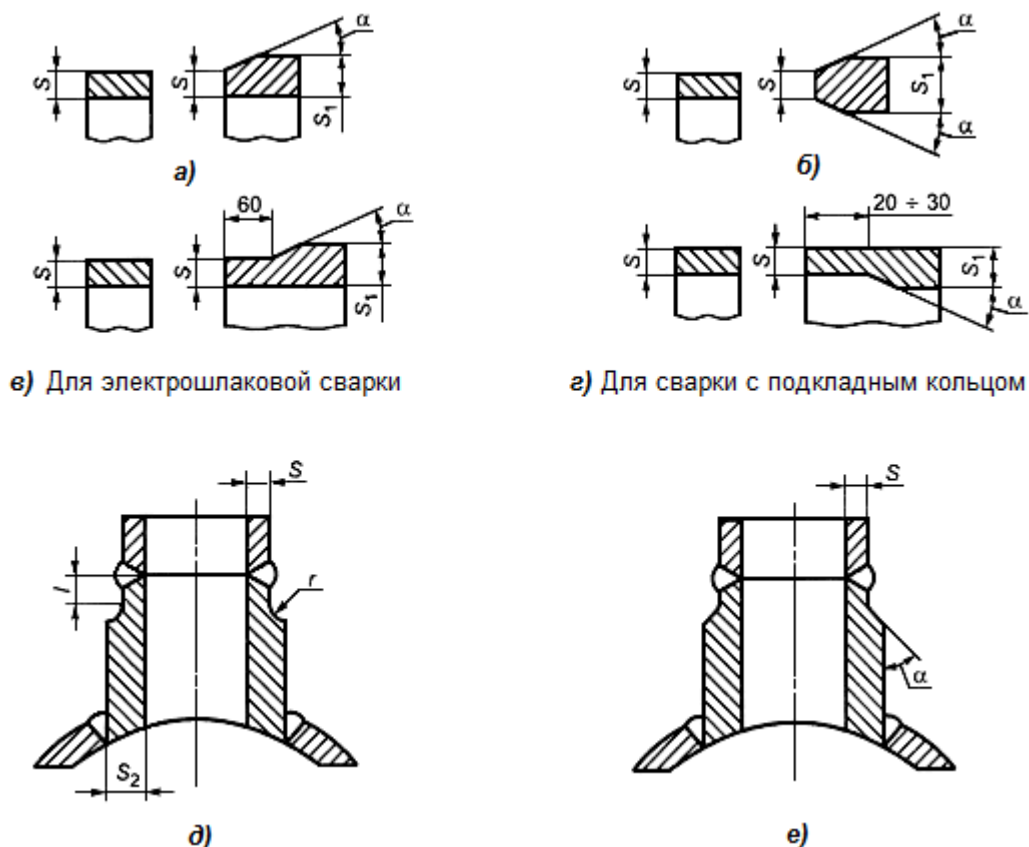 α α
S S S₁ S S S₁
α
а) б)
60 α 20 ÷ 30
S S S₁ S S S₁
α
в) Для электрошлаковой сварки г) Для сварки с подкладным кольцом
S S
l r
α
S₂
д) е)